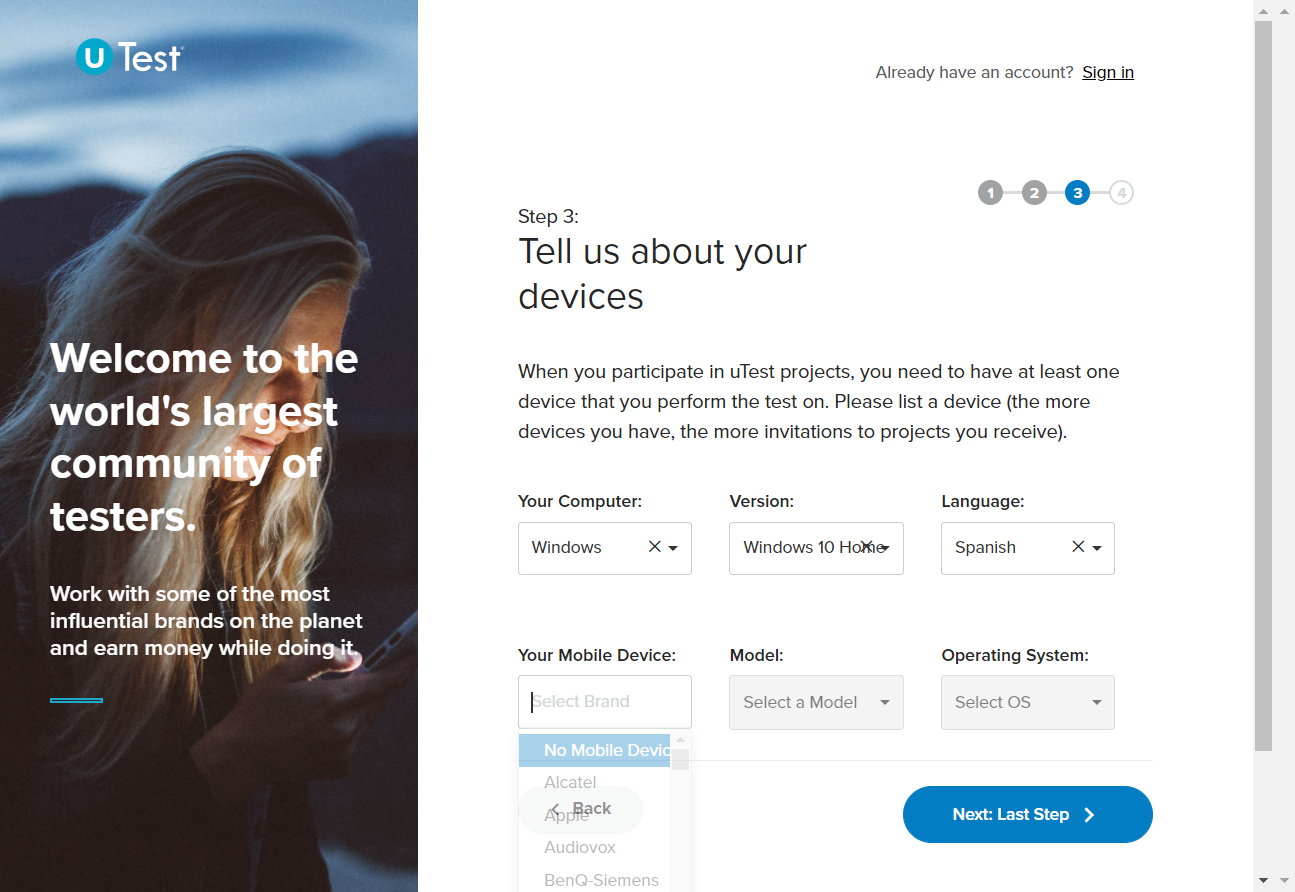 U Test
Already have an account? Sign in
1 2 3 4
Step 3:
Tell us about your
devices
Welcome to the
world's largest
community of
testers.
Work with some of the most
influential brands on the planet
and earn money while doing it.
When you participate in uTest projects, you need to have at least one
device that you perform the test on. Please list a device (the more
devices you have, the more invitations to projects you receive).
Your Computer: Version: Language:
Windows Windows 10 Home Spanish
Your Mobile Device: Model: Operating System:
Select Brand Select a Model Select OS
No Mobile Devic
Alcatel
Apple
Audiovox
BenQ-Siemens
Back
Next: Last Step